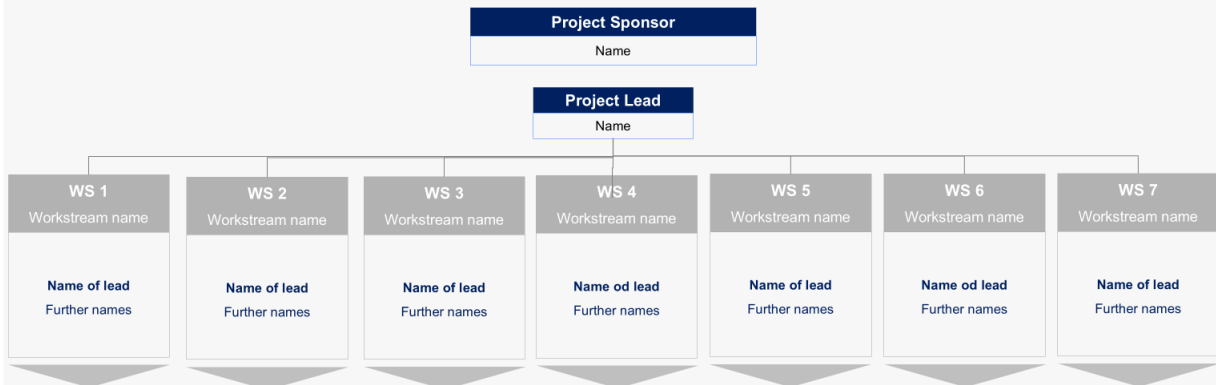 Project Sponsor
Name
Project Lead
Name
WS 1
Workstream name
Name of lead
Further names
WS 2
Workstream name
Name of lead
Further names
WS 3
Workstream name
Name of lead
Further names
WS 4
Workstream name
Name od lead
Further names
WS 5
Workstream name
Name of lead
Further names
WS 6
Workstream name
Name od lead
Further names
WS 7
Workstream name
Name of lead
Further names